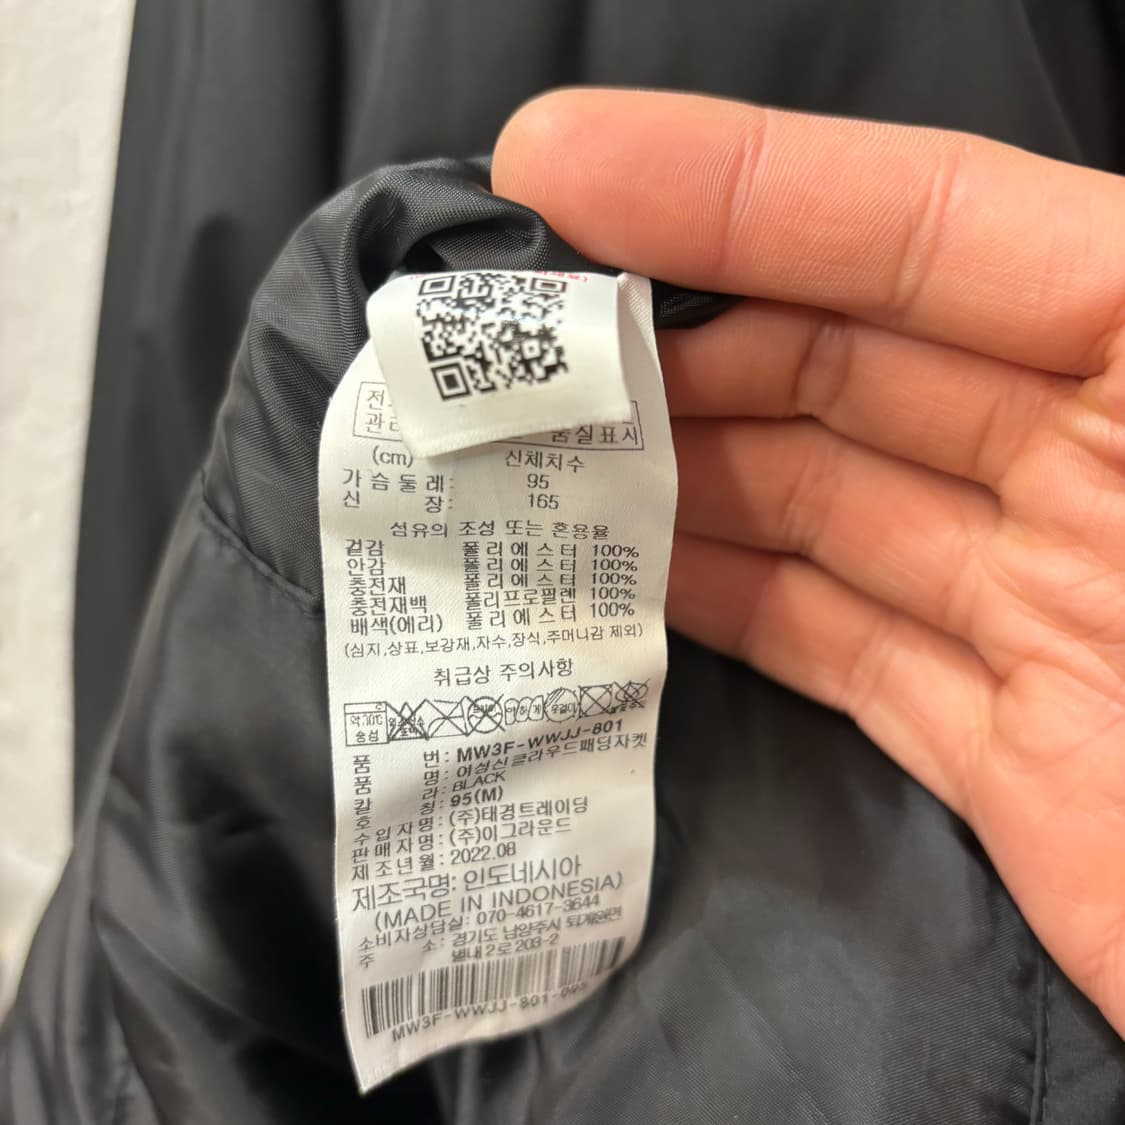 품질표시
(cm) 신체치수
가슴둘레: 95
신 장: 165
섬유의 조성 또는 혼용율
겉감 폴리에스터 100%
안감 폴리에스터 100%
충전재 폴리에스터 100%
충전재백 폴리프로필렌 100%
배색(에리) 폴리에스터 100%
(심지,상표,보강재,자수,장식,주머니감 제외)
취급상 주의사항
품 번: MW3F-WWJJ-801
품 명: 여성신클라우드패딩자켓
칼 라: BLACK
호 칭: 95(M)
수입자명: (주)태경트레이딩
판매자명: (주)이그라운드
제조년월: 2022.08
제조국명: 인도네시아
(MADE IN INDONESIA)
소비자상담실: 070-4617-3644
주 소: 경기도 남양주시 퇴계원면
별내2로 203-2
MW3F-WWJJ-801-